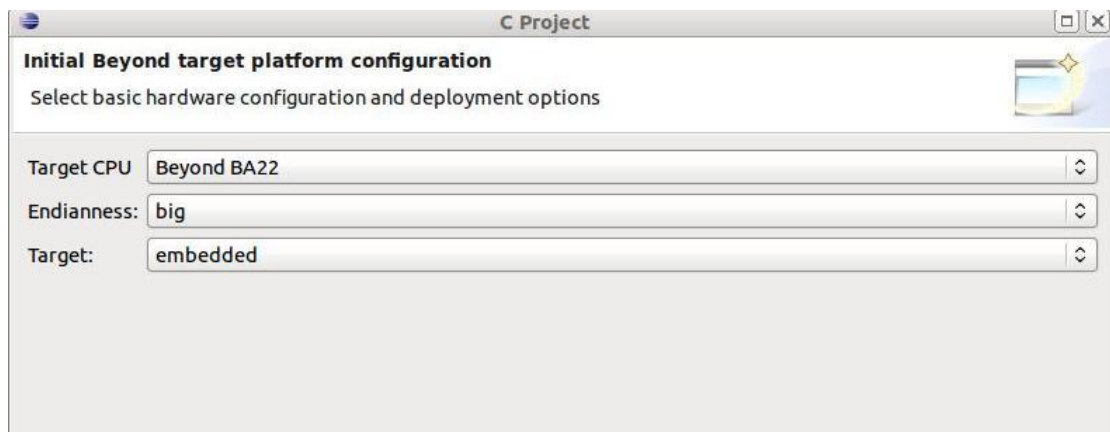 C Project
Initial Beyond target platform configuration
Select basic hardware configuration and deployment options
Target CPU Beyond BA22
Endianness: big
Target: embedded